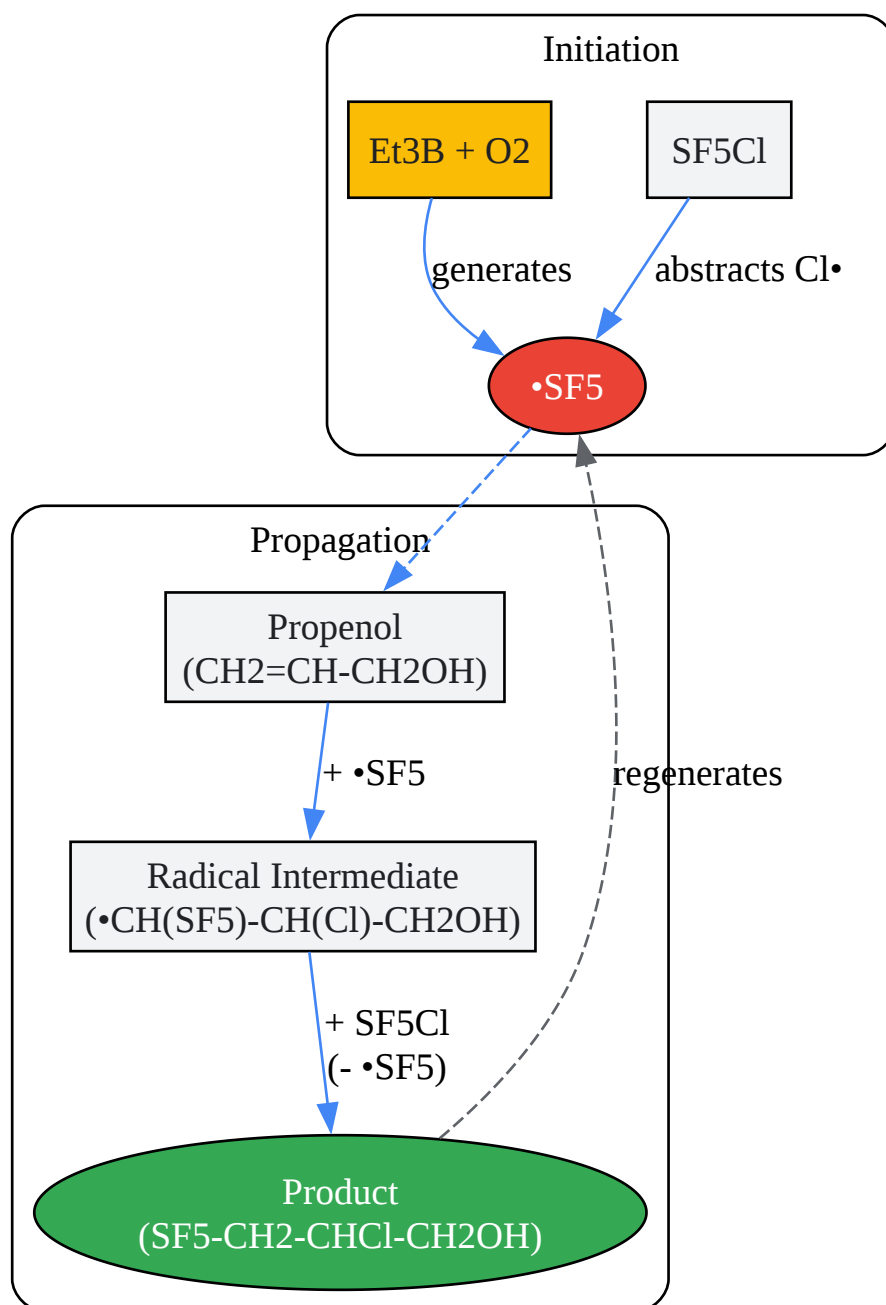 Initiation
Et3B + O2
SF5Cl
generates
abstracts Cl•
•SF5
Propagation
Propenol
(CH2=CH-CH2OH)
+ •SF5
regenerates
Radical Intermediate
(•CH(SF5)-CH(Cl)-CH2OH)
+ SF5Cl
(- •SF5)
Product
(SF5-CH2-CHCl-CH2OH)